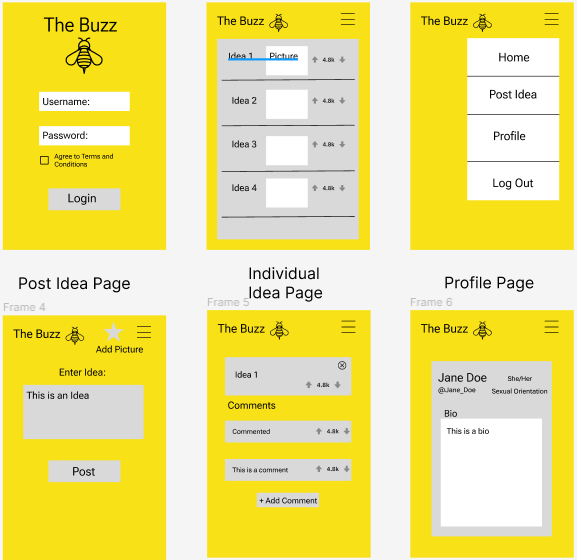 The Buzz
Username:
Password:
Agree to Terms and
Conditions
Login
The Buzz
Idea 1 Picture 4.8k
Idea 2 4.8k
Idea 3 4.8k
Idea 4 4.8k
The Buzz
Home
Post Idea
Profile
Log Out
Post Idea Page
Frame 4
The Buzz
Add Picture
Enter Idea:
This is an Idea
Post
Individual
Idea Page
Frame 5
The Buzz
Idea 1
4.8k
Comments
Commented 4.8k
This is a comment 4.8k
+ Add Comment
Profile Page
Frame 6
The Buzz
Jane Doe She/Her
@Jane_Doe Sexual Orientation
Bio
This is a bio